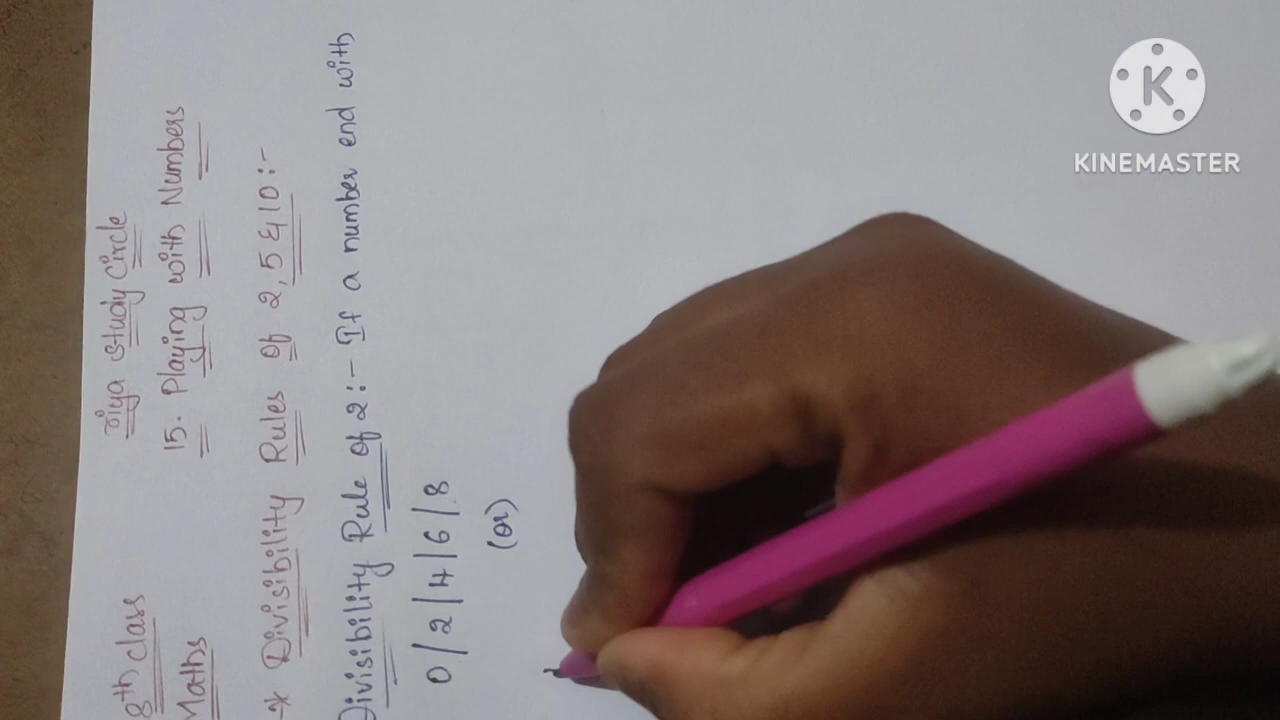 Siya Study Circle
8th class
15. Playing with Numbers
Maths
* Divisibility Rules of 2, 5 & 10:-
Divisibility Rule of 2:- If a number end with
0/2/4/6/8
(or)
K
KINEMASTER